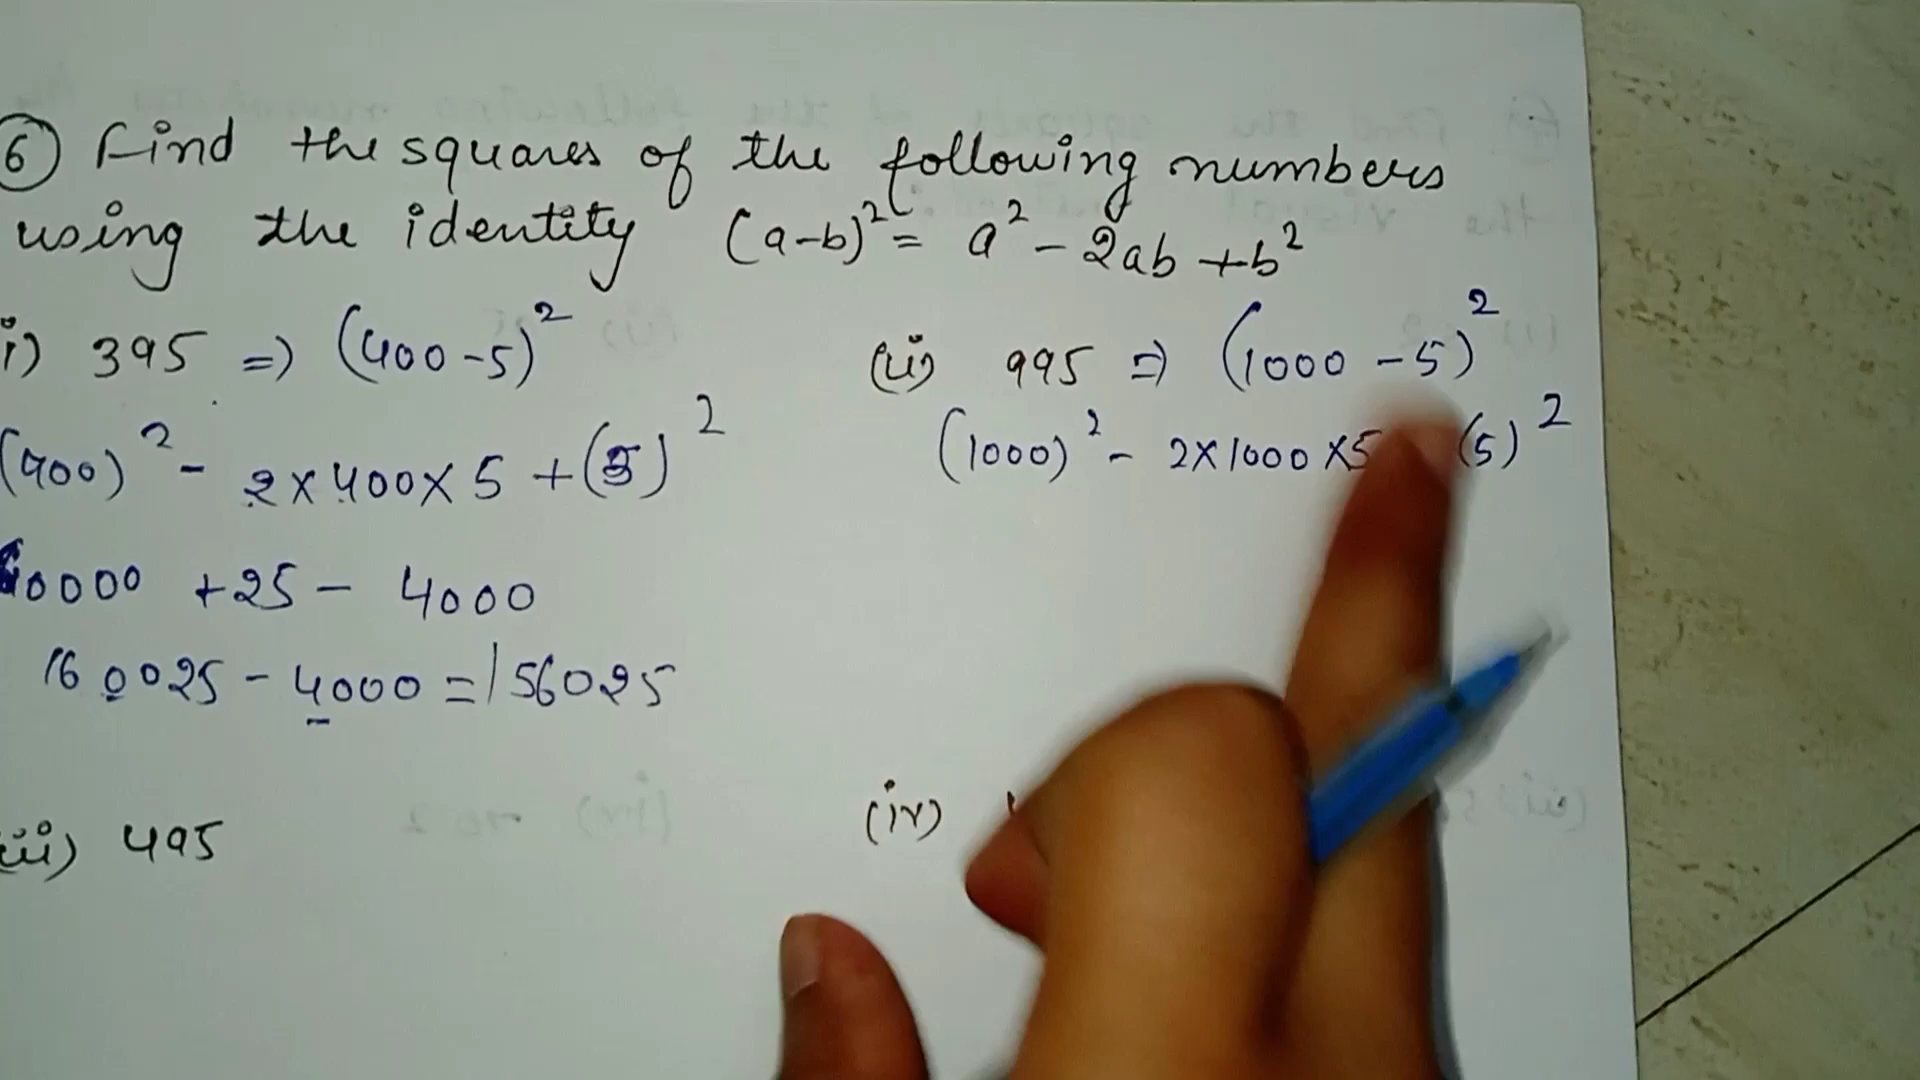 6 Find the squares of the following numbers
using the identity (a-b)² = a² - 2ab + b²
i) 395 => (400-5)²
(400)² - 2×400×5 + (5)²
60000 +25 - 4000
160025 - 4000 = 156025
(ii) 995 => (1000 - 5)²
(1000)² - 2×1000×5 (5)²
iii) 495
(iv)